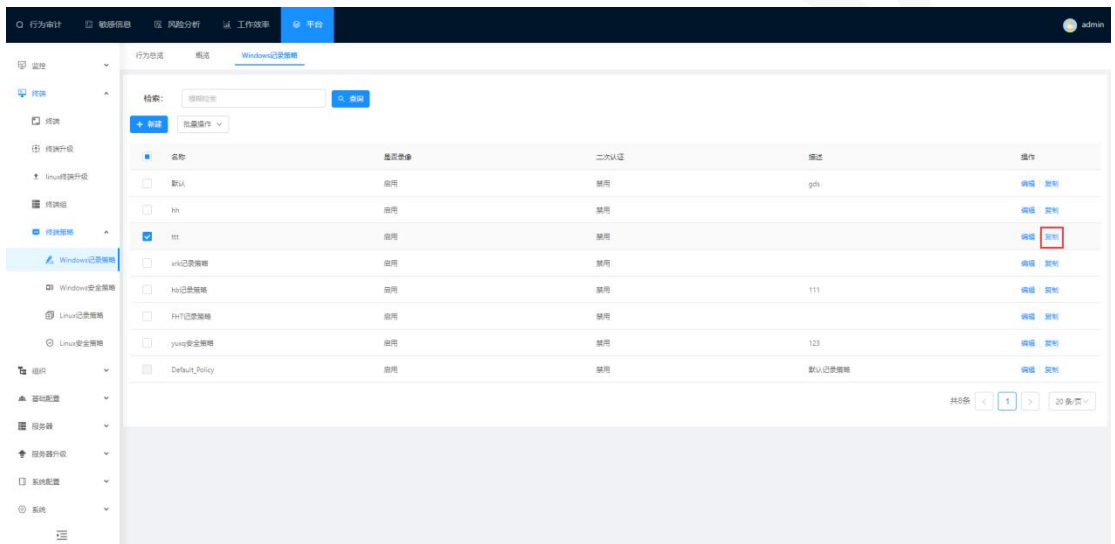 行为审计 敏感信息 风险分析 工作效率 平台 admin
行为总览 概览 Windows记录策略
监控
终端
终端
终端升级
linux终端升级
终端组
终端策略
Windows记录策略
Windows安全策略
Linux记录策略
Linux安全策略
组织
基础配置
服务器
服务器升级
系统配置
系统
检索: 模糊检索 查询
+ 新建 批量操作
名称 是否录像 二次认证 描述 操作
默认 启用 禁用 gds 编辑 复制
hh 启用 禁用 编辑 复制
ttt 启用 禁用 编辑 复制
记录策略 启用 禁用 编辑 复制
记录策略 启用 禁用 111 编辑 复制
FHT记录策略 启用 禁用 编辑 复制
yuxq安全策略 启用 禁用 123 编辑 复制
Default_Policy 启用 禁用 默认记录策略 编辑 复制
共8条 < 1 > 20 条/页